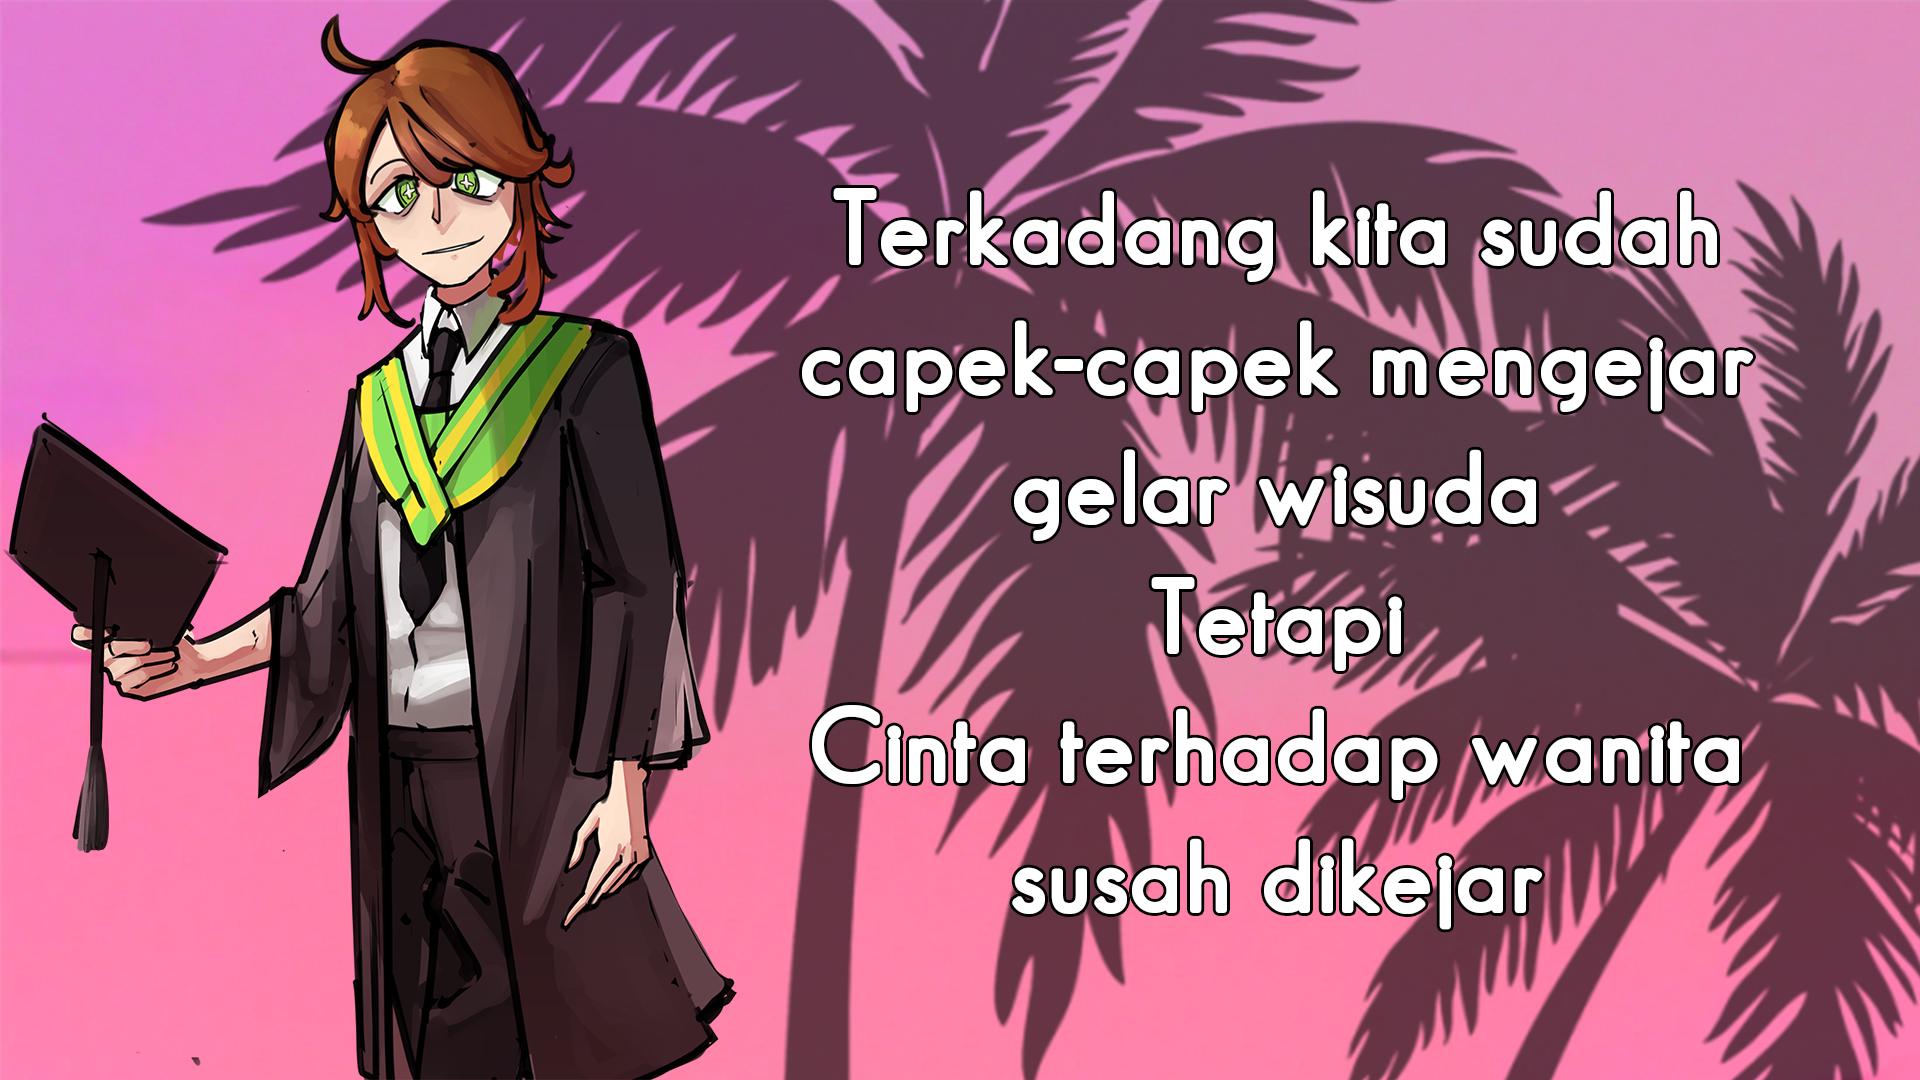 Terkadang kita sudah
capek-capek mengejar
gelar wisuda
Tetapi
Cinta terhadap wanita
susah dikejar